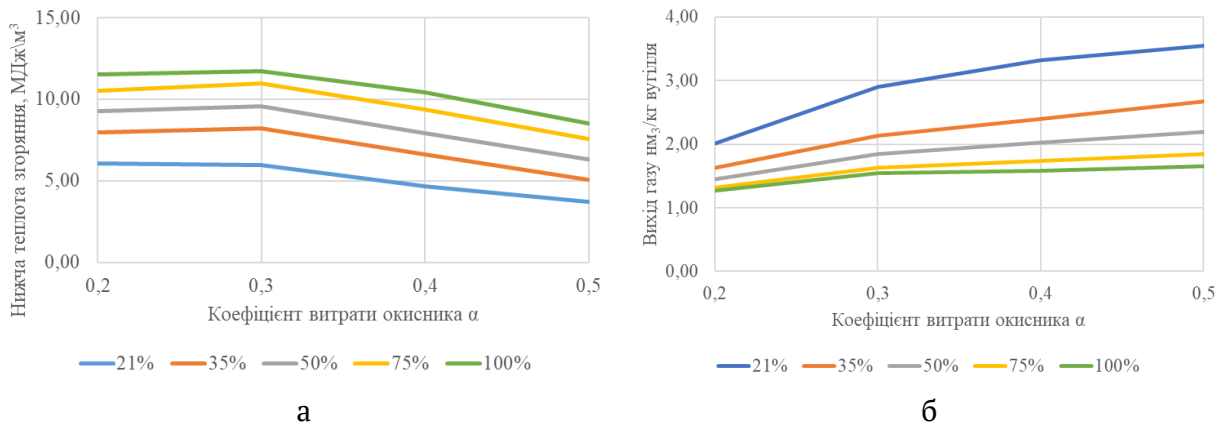 Нижча теплота згоряння, МДж\м³
15,00
10,00
5,00
0,00
0,2 0,3 0,4 0,5
Коефіцієнт витрати окисника α
21% 35% 50% 75% 100%
а
Вихід газу нм₃/кг вугілля
4,00
3,00
2,00
1,00
0,00
0,2 0,3 0,4 0,5
Коефіцієнт витрати окисника α
21% 35% 50% 75% 100%
б